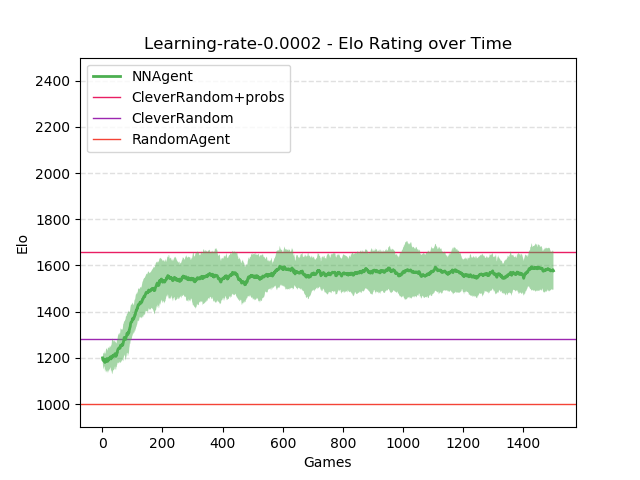 Learning-rate-0.0002 - Elo Rating over Time
NNAgent
CleverRandom+probs
CleverRandom
RandomAgent
2400
2200
2000
1800
1600
1400
1200
1000
Elo
0 200 400 600 800 1000 1200 1400
Games